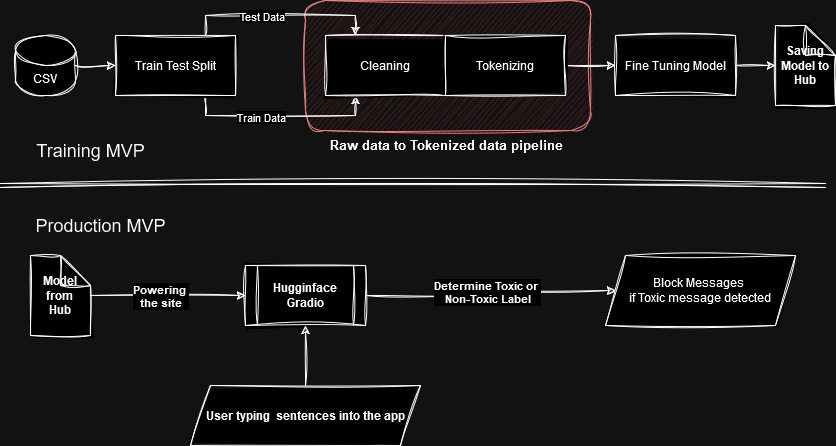 Test Data
CSV
Train Test Split
Cleaning
Tokenizing
Fine Tuning Model
Saving
Model to
Hub
Train Data
Raw data to Tokenized data pipeline
Training MVP
Production MVP
Model
from
Hub
Powering
the site
Hugginface
Gradio
Determine Toxic or
Non-Toxic Label
Block Messages
if Toxic message detected
User typing  sentences into the app